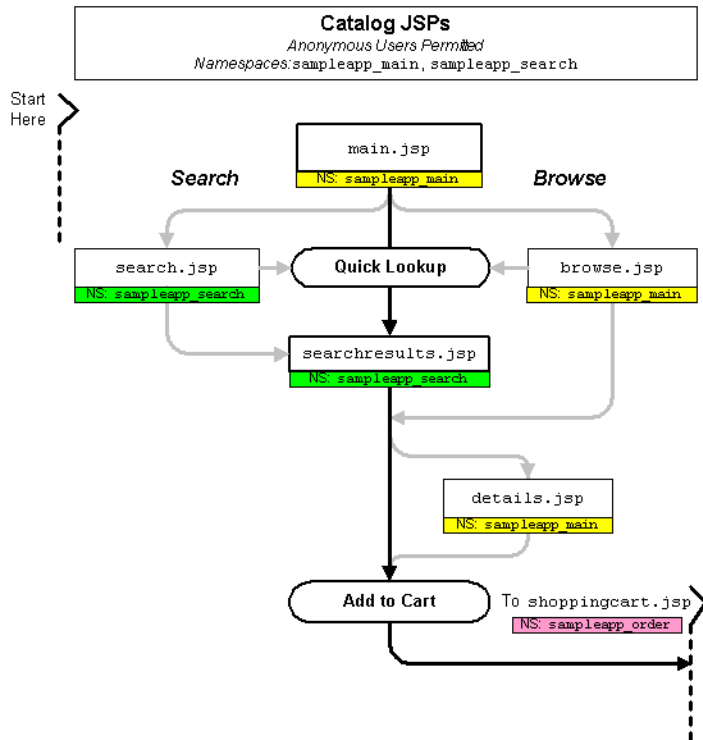 Catalog JSPs
Anonymous Users Permitted
Namespaces:sampleapp_main, sampleapp_search
Start
Here
main.jsp
NS: sampleapp_main
Search
Browse
search.jsp
NS: sampleapp_search
Quick Lookup
browse.jsp
NS: sampleapp_main
searchresults.jsp
NS: sampleapp_search
details.jsp
NS: sampleapp_main
Add to Cart
To shoppingcart.jsp
NS: sampleapp_order